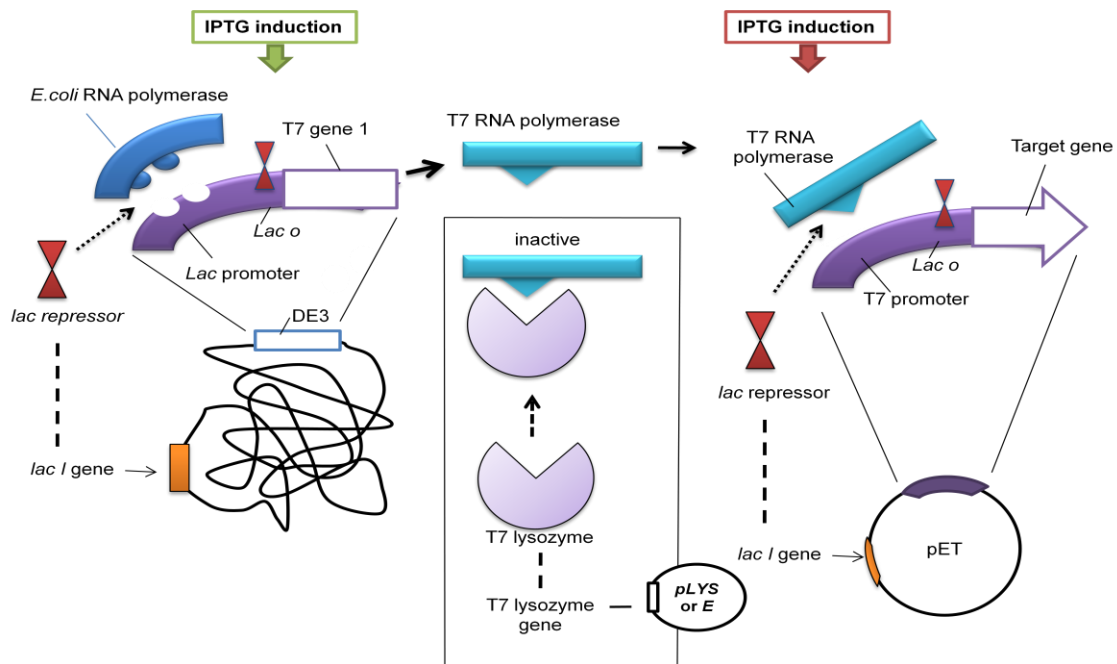 IPTG induction
IPTG induction
E.coli RNA polymerase
T7 gene 1
T7 RNA polymerase
T7 RNA
polymerase
Target gene
Lac o
Lac promoter
lac repressor
DE3
lac I gene
inactive
T7 lysozyme
T7 lysozyme
gene
pLYS
or E
Lac o
T7 promoter
lac repressor
lac I gene
pET